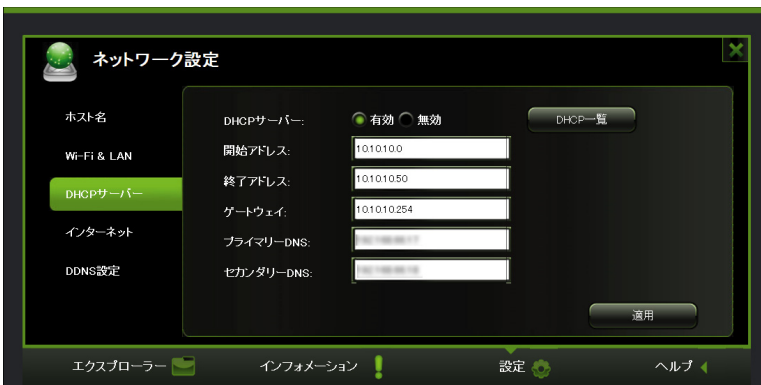 ネットワーク設定
ホスト名
Wi-Fi & LAN
DHCPサーバー
インターネット
DDNS設定
DHCPサーバー: 有効 無効 DHCP一覧
開始アドレス: 10.10.10.0
終了アドレス: 10.10.10.50
ゲートウェイ: 10.10.10.254
プライマリーDNS:
セカンダリーDNS:
適用
エクスプローラー インフォメーション 設定 ヘルプ